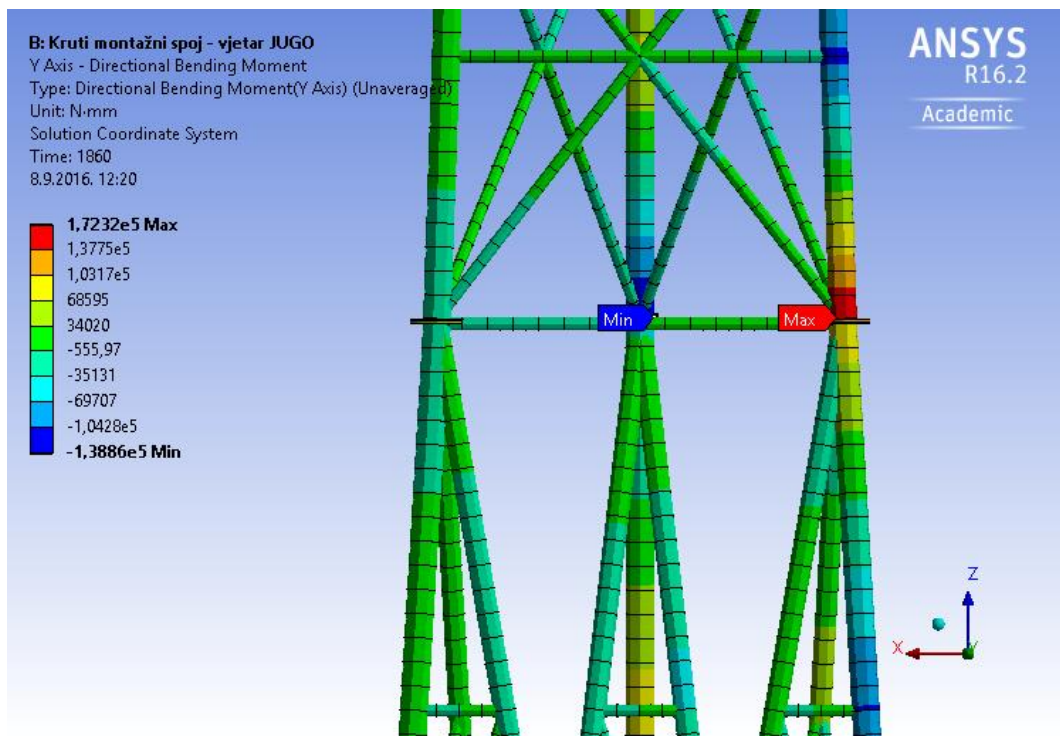 B: Kruti montažni spoj - vjetar JUGO
Y Axis - Directional Bending Moment
Type: Directional Bending Moment(Y Axis) (Unaveraged)
Unit: N·mm
Solution Coordinate System
Time: 1860
8.9.2016. 12:20
ANSYS
R16.2
Academic
1,7232e5 Max
1,3775e5
1,0317e5
68595
34020
-555,97
-35131
-69707
-1,0428e5
-1,3886e5 Min
Min
Max
Z
X
Y